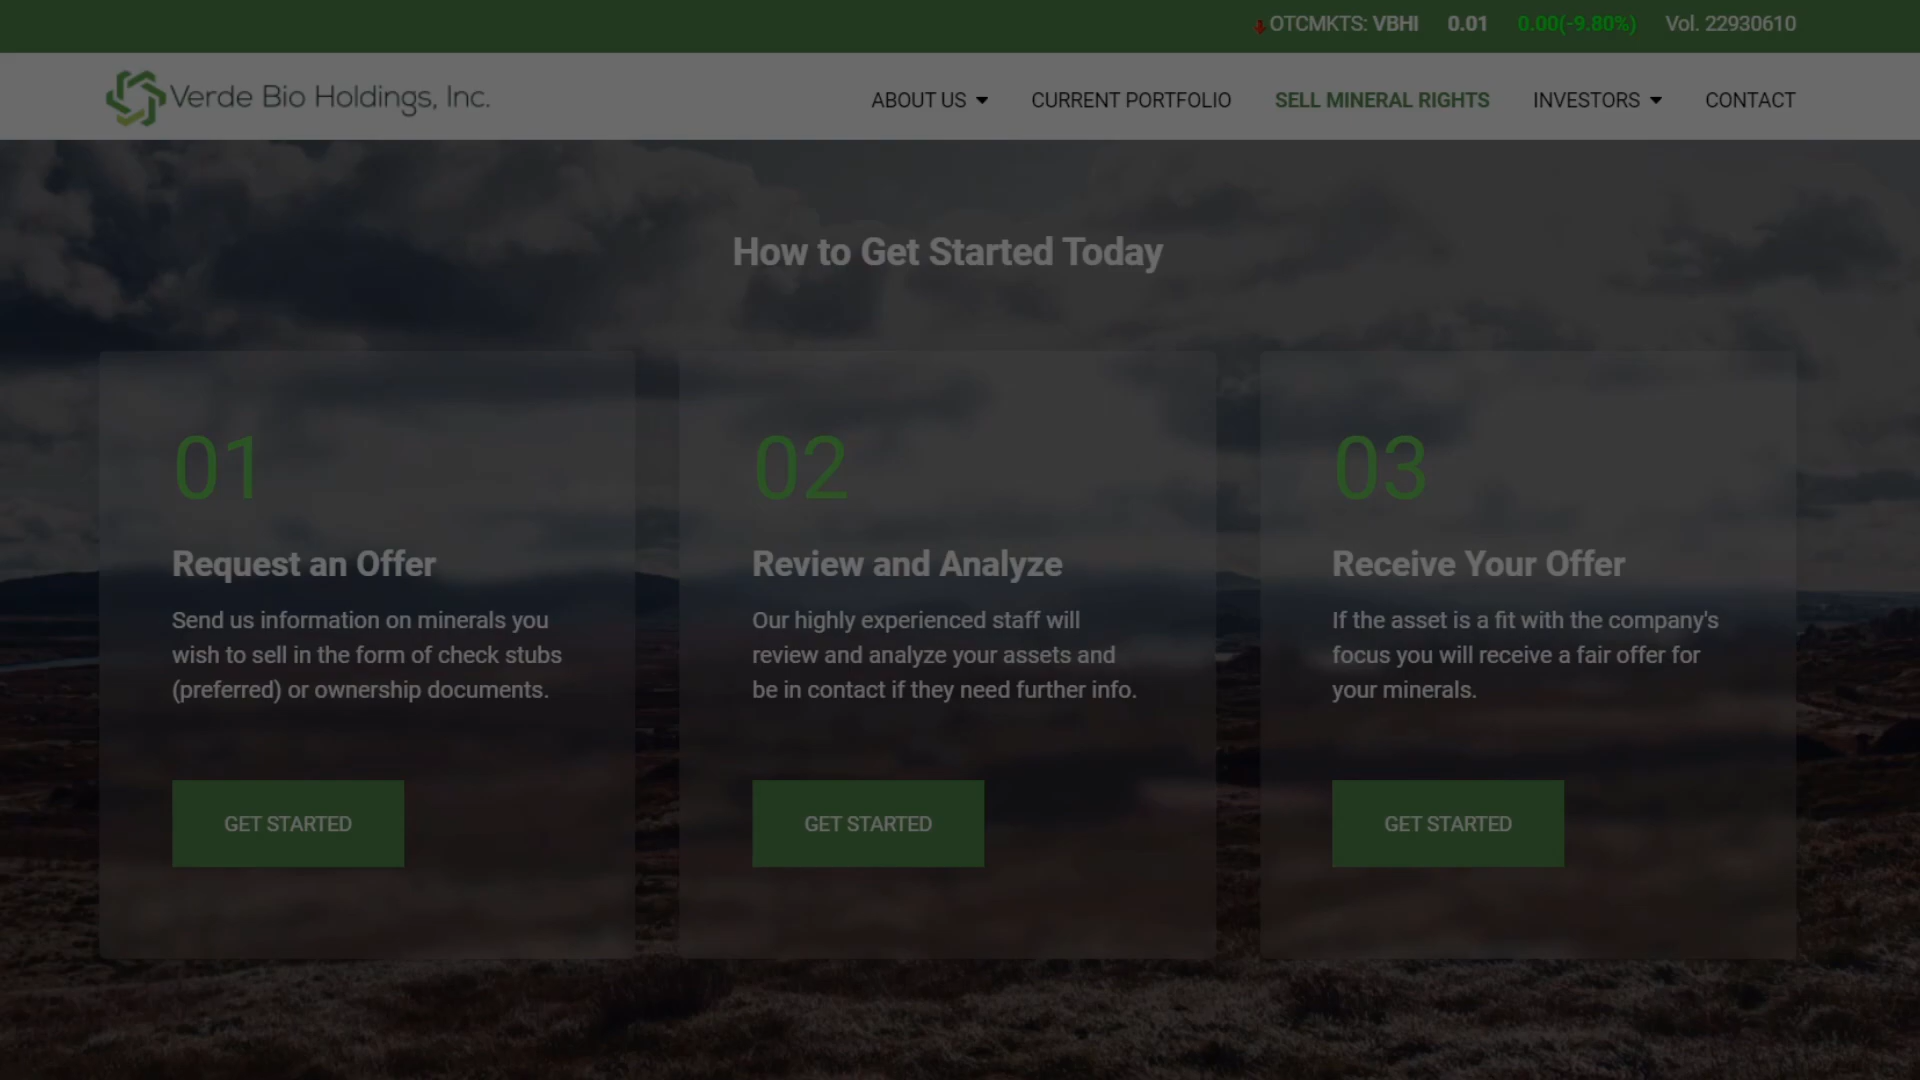 OTCMKTS: VBHI 0.01 0.00(-9.80%) Vol. 22930610
Verde Bio Holdings, Inc.
ABOUT US CURRENT PORTFOLIO SELL MINERAL RIGHTS INVESTORS CONTACT
How to Get Started Today
01
Request an Offer
Send us information on minerals you
wish to sell in the form of check stubs
(preferred) or ownership documents.
GET STARTED
02
Review and Analyze
Our highly experienced staff will
review and analyze your assets and
be in contact if they need further info.
GET STARTED
03
Receive Your Offer
If the asset is a fit with the company's
focus you will receive a fair offer for
your minerals.
GET STARTED